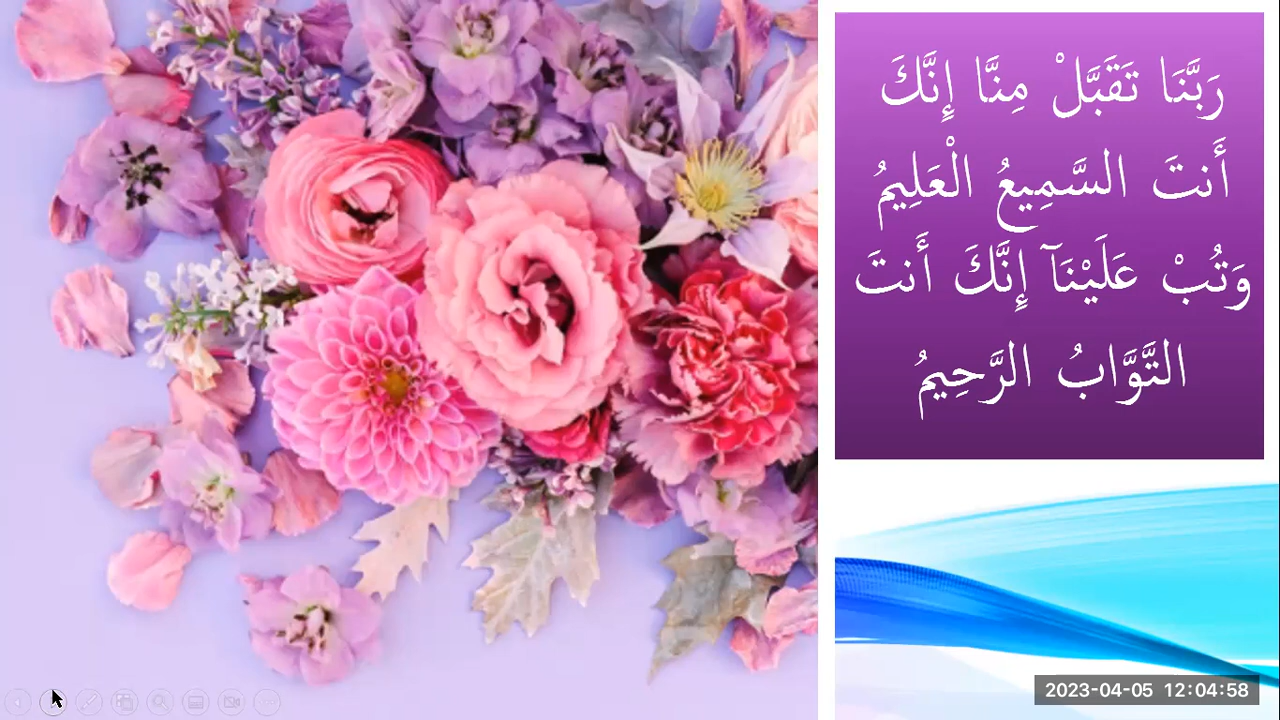 رَبَّنَا تَقَبَّلْ مِنَّا إِنَّكَ
أَنتَ السَّمِيعُ الْعَلِيمُ
وَتُبْ عَلَيْنَآ إِنَّكَ أَنتَ
التَّوَّابُ الرَّحِيمُ
2023-04-05 12:04:58